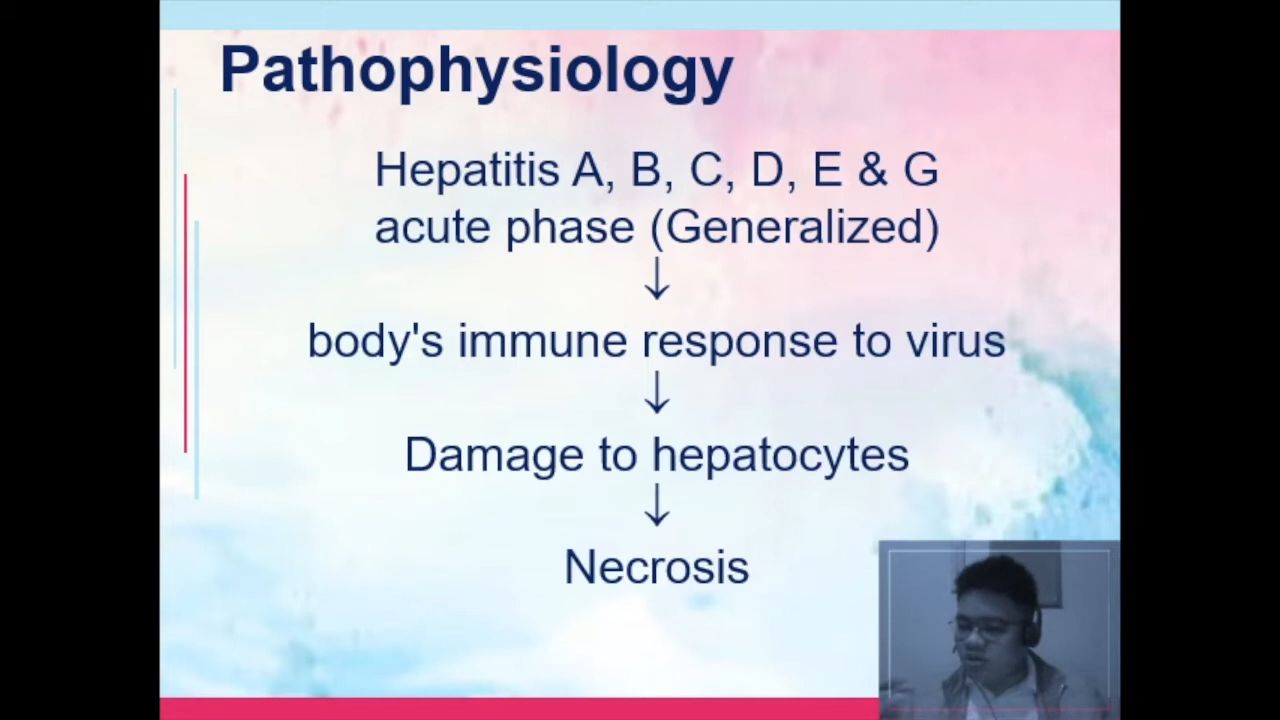 Pathophysiology
Hepatitis A, B, C, D, E & G
acute phase (Generalized)
↓
body's immune response to virus
↓
Damage to hepatocytes
↓
Necrosis